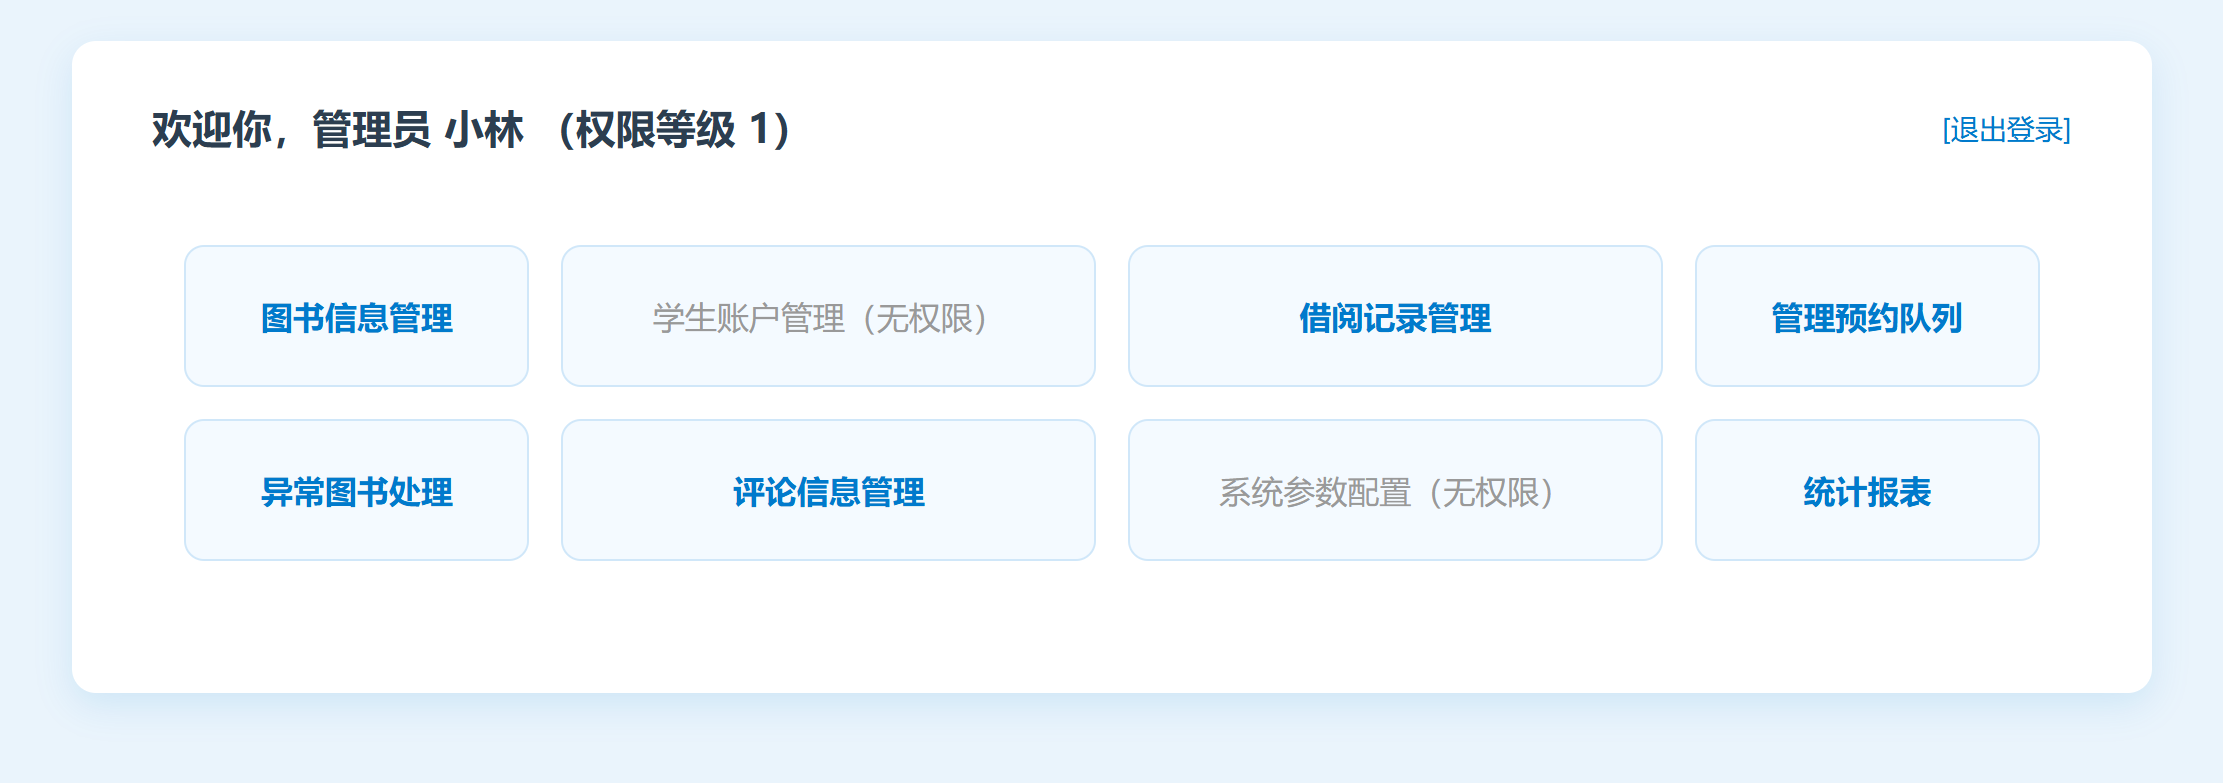 欢迎你，管理员 小林 （权限等级 1）
[退出登录]
图书信息管理
学生账户管理（无权限）
借阅记录管理
管理预约队列
异常图书处理
评论信息管理
系统参数配置（无权限）
统计报表